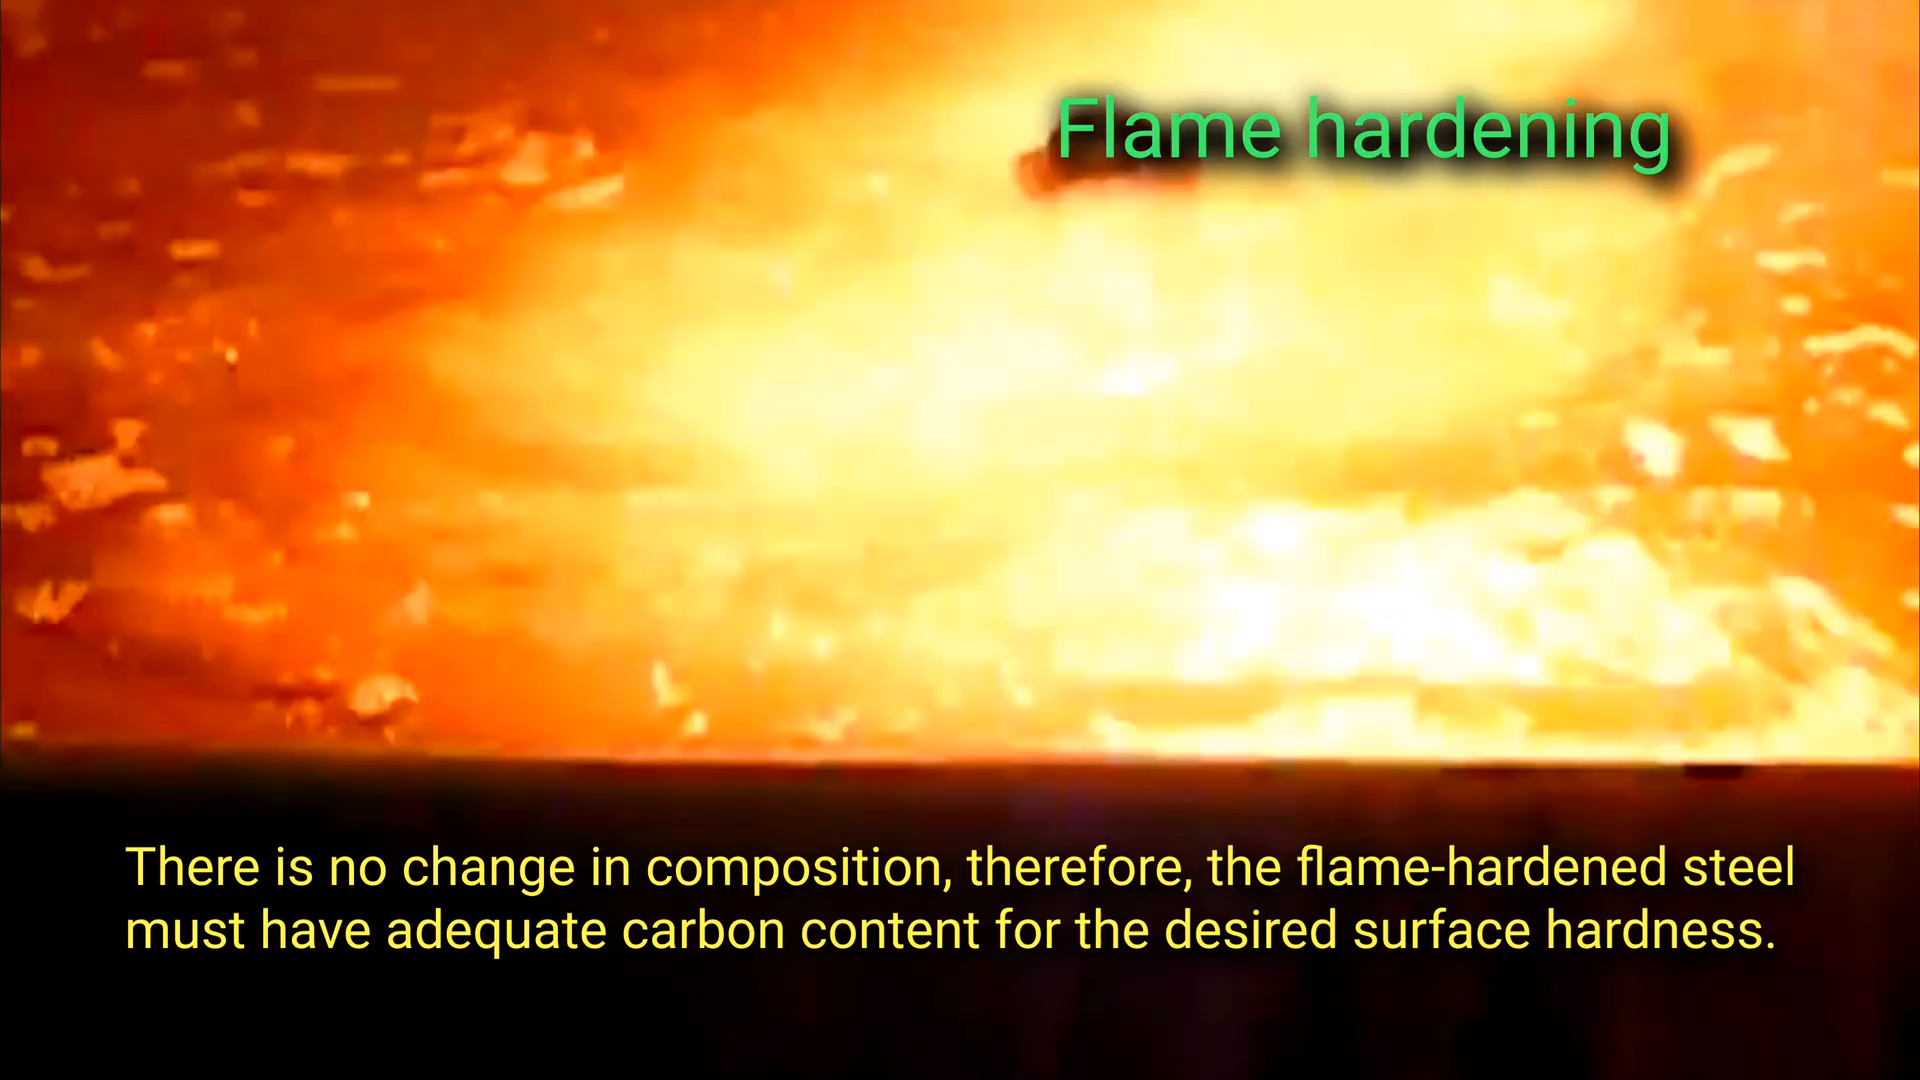 Flame hardening
There is no change in composition, therefore, the flame-hardened steel
must have adequate carbon content for the desired surface hardness.